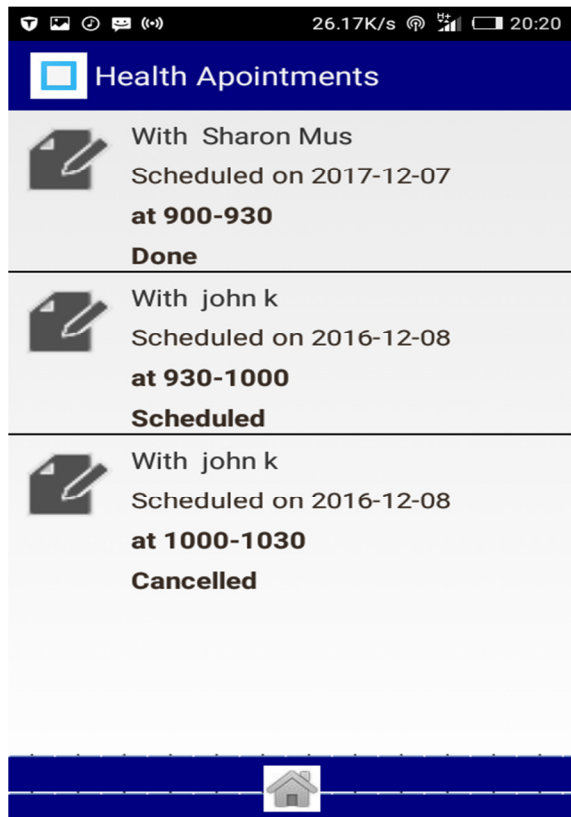 26.17K/s H+ 20:20
Health Apointments
With Sharon Mus
Scheduled on 2017-12-07
at 900-930
Done
With john k
Scheduled on 2016-12-08
at 930-1000
Scheduled
With john k
Scheduled on 2016-12-08
at 1000-1030
Cancelled